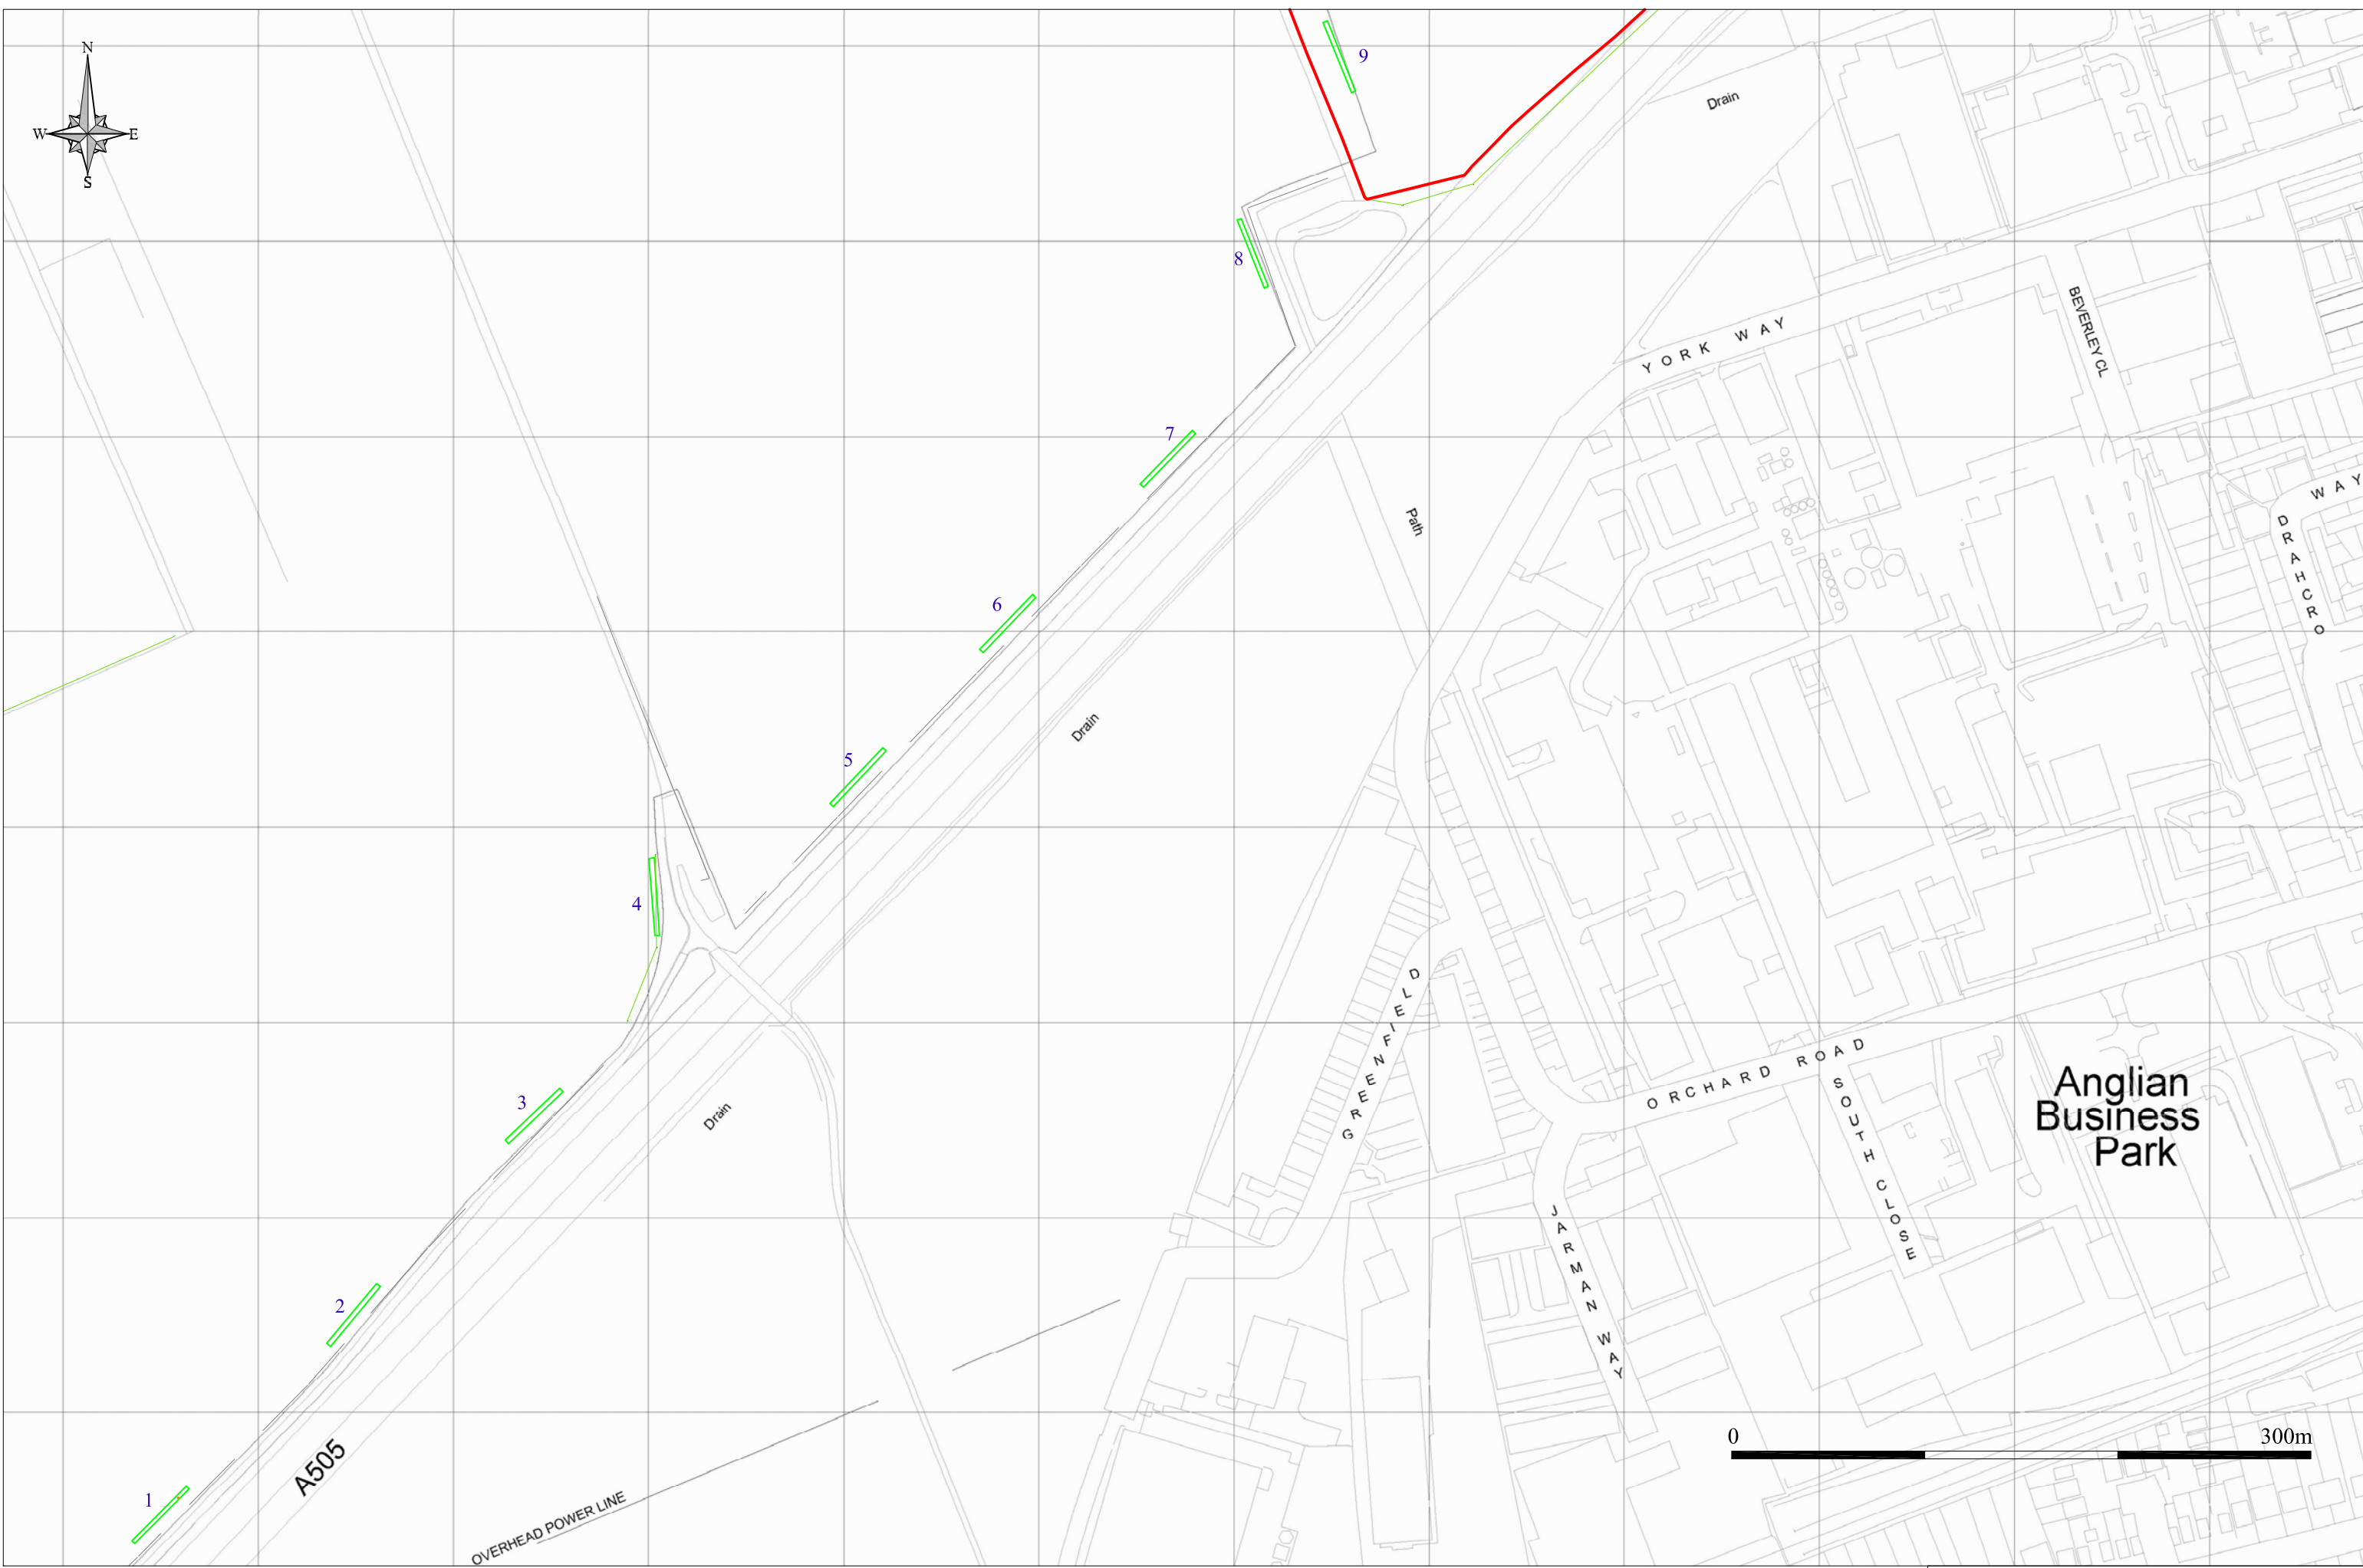 N
W E
S
9
Drain
8
YORK WAY
BEVERLEY CL
7
WAY
DRAHCRO
Path
6
Drain
5
4
GREENFIELD
3
Drain
ORCHARD ROAD
SOUTH CLOSE
Anglian
Business
Park
JARMAN WAY
2
A505
0 300m
1
OVERHEAD POWER LINE